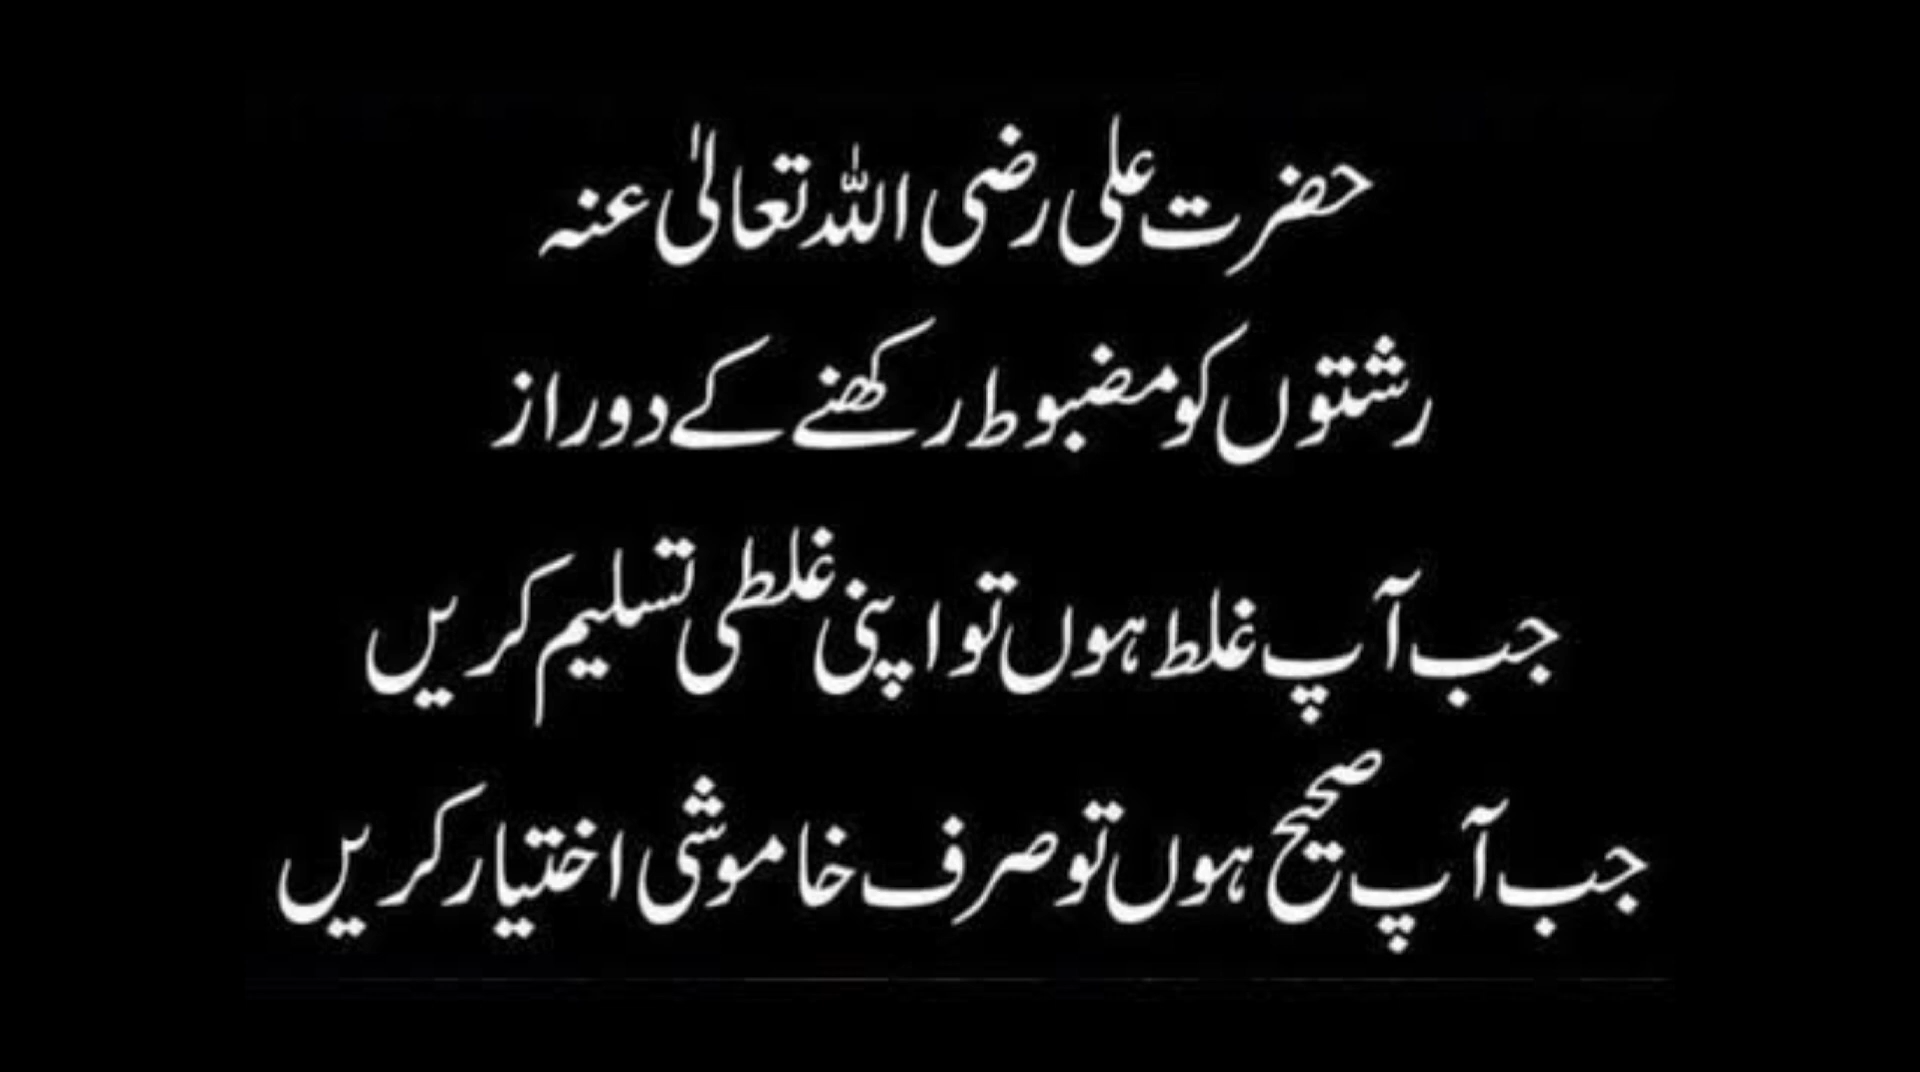 حضرت علی رضی اللہ تعالیٰ عنہ
رشتوں کو مضبوط رکھنے کے دو راز
جب آپ غلط ہوں تو اپنی غلطی تسلیم کریں
جب آپ صحیح ہوں تو صرف خاموشی اختیار کریں